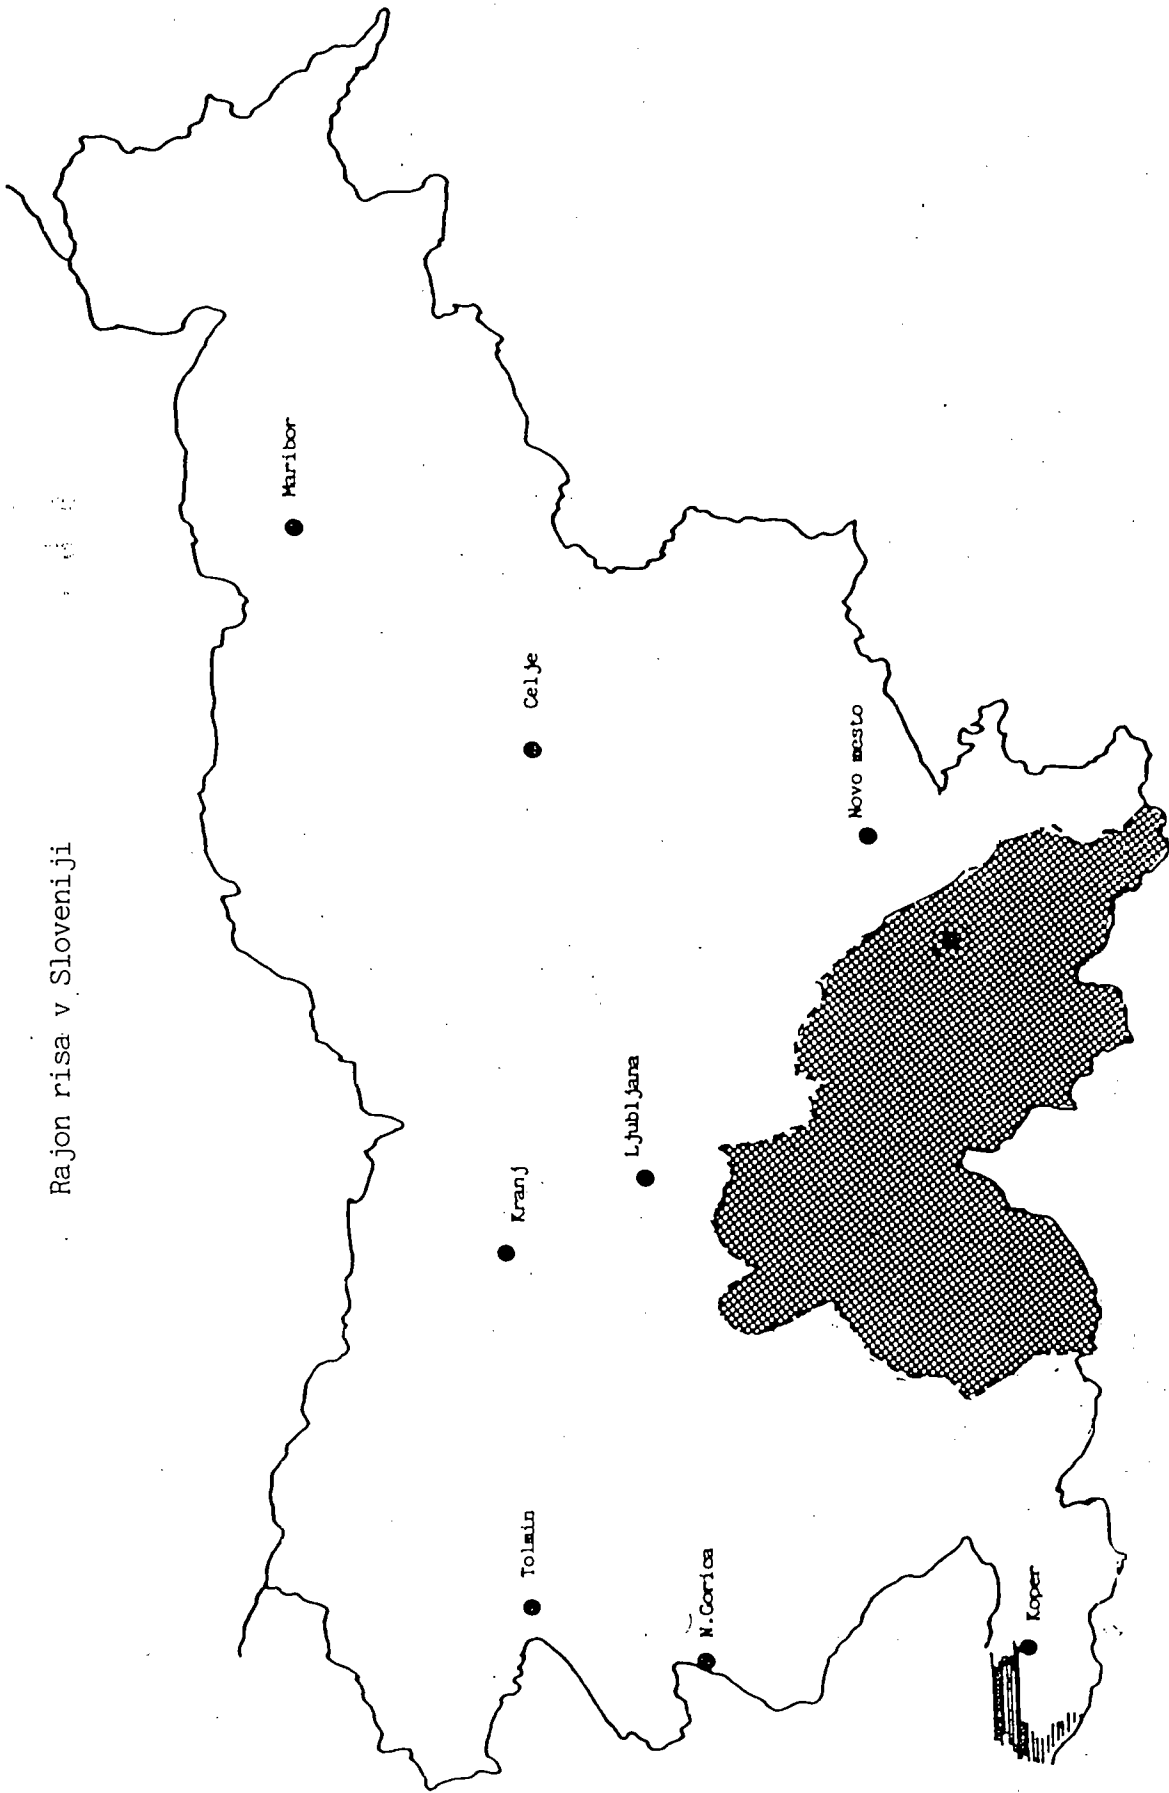 Rajon risa v Sloveniji
Maribor
Celje
Kranj
Tolmin
Ljubljana
N.Gorica
Novo mesto
Koper